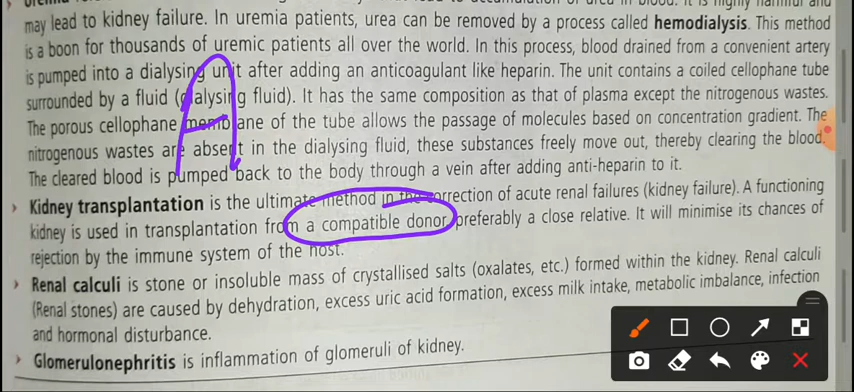 may lead to kidney failure. In uremia patients, urea can be removed by a process called hemodialysis. This method
is a boon for thousands of uremic patients all over the world. In this process, blood drained from a convenient artery
is pumped into a dialysing unit after adding an anticoagulant like heparin. The unit contains a coiled cellophane tube
surrounded by a fluid (dialysing fluid). It has the same composition as that of plasma except the nitrogenous wastes.
The porous cellophane membrane of the tube allows the passage of molecules based on concentration gradient. The
nitrogenous wastes are absent in the dialysing fluid, these substances freely move out, thereby clearing the blood.
The cleared blood is pumped back to the body through a vein after adding anti-heparin to it.
Kidney transplantation is the ultimate method in the correction of acute renal failures (kidney failure). A functioning
kidney is used in transplantation from a compatible donor, preferably a close relative. It will minimise its chances of
rejection by the immune system of the host.
Renal calculi is stone or insoluble mass of crystallised salts (oxalates, etc.) formed within the kidney. Renal calculi
(Renal stones) are caused by dehydration, excess uric acid formation, excess milk intake, metabolic imbalance, infection
and hormonal disturbance.
Glomerulonephritis is inflammation of glomeruli of kidney.
A